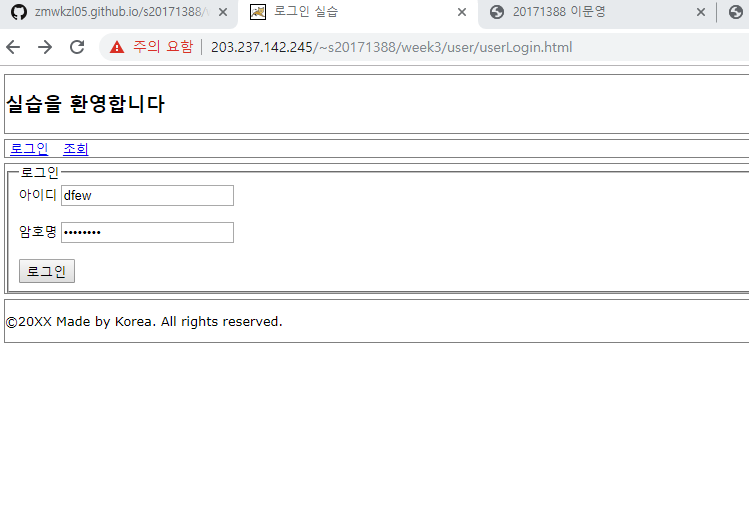 zmwkzl05.github.io/s20171388/
로그인 실습
20171388 이문영
주의 요함 203.237.142.245/~s20171388/week3/user/userLogin.html
실습을 환영합니다
로그인 조회
로그인
아이디 dfew
암호명 ••••••••
로그인
©20XX Made by Korea. All rights reserved.